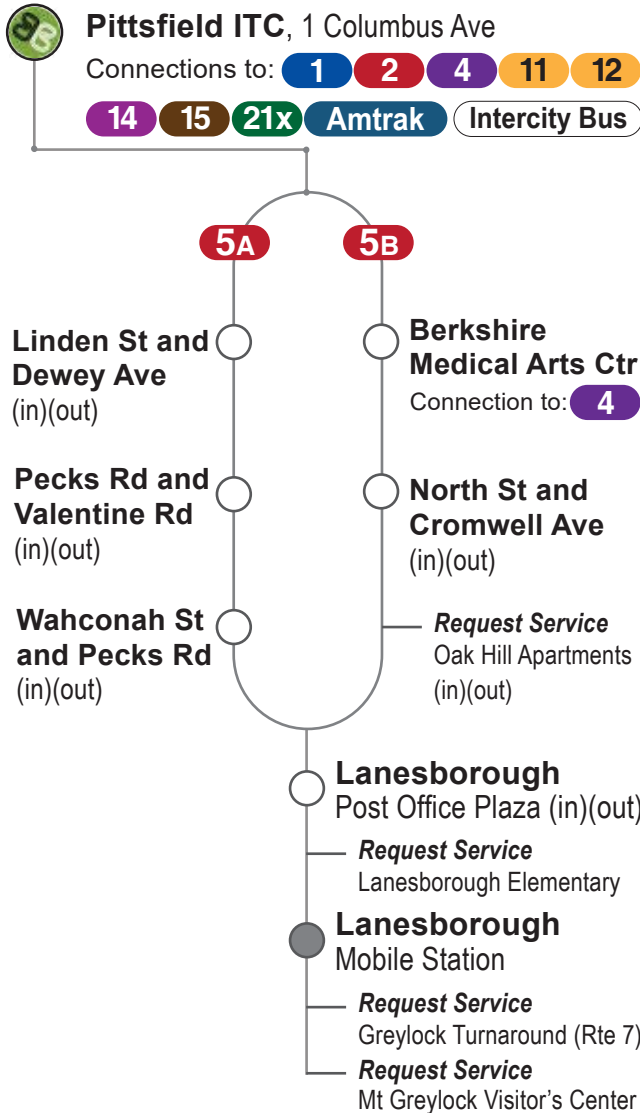 Pittsfield ITC, 1 Columbus Ave
Connections to: 1 2 4 11 12
14 15 21x Amtrak Intercity Bus
5A 5B
Linden St and
Dewey Ave
(in)(out)
Berkshire
Medical Arts Ctr
Connection to: 4
Pecks Rd and
Valentine Rd
(in)(out)
North St and
Cromwell Ave
(in)(out)
Wahconah St
and Pecks Rd
(in)(out)
Request Service
Oak Hill Apartments
(in)(out)
Lanesborough
Post Office Plaza (in)(out)
Request Service
Lanesborough Elementary
Lanesborough
Mobile Station
Request Service
Greylock Turnaround (Rte 7)
Request Service
Mt Greylock Visitor’s Center